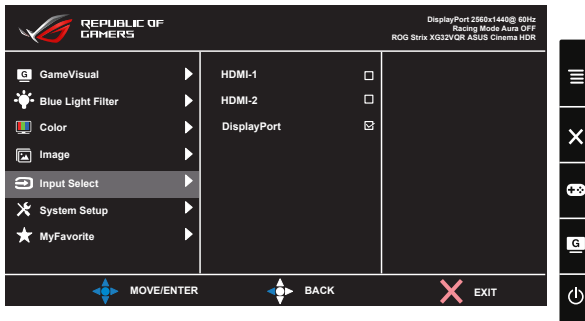 REPUBLIC OF
GAMERS
DisplayPort 2560x1440@ 60Hz
Racing Mode Aura OFF
ROG Strix XG32VQR ASUS Cinema HDR
G GameVisual
Blue Light Filter
Color
Image
Input Select
System Setup
MyFavorite
HDMI-1
HDMI-2
DisplayPort
MOVE/ENTER
BACK
EXIT
G